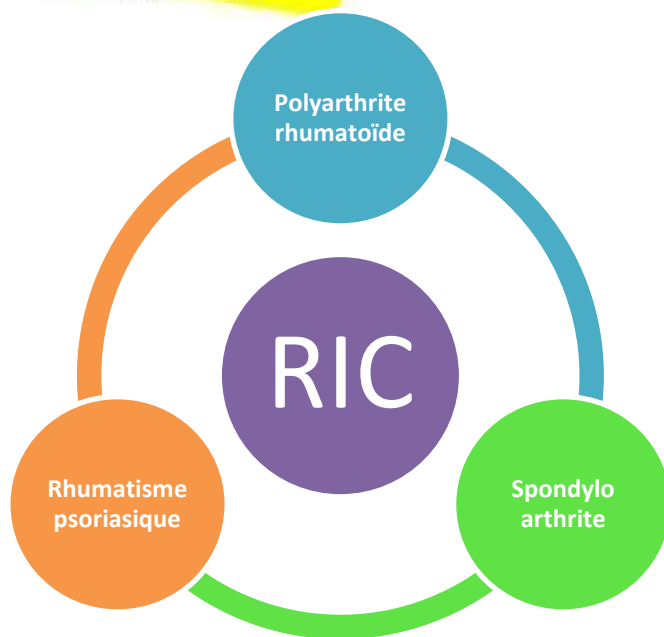 Polyarthrite
rhumatoïde
RIC
Rhumatisme
psoriasique
Spondylo
arthrite